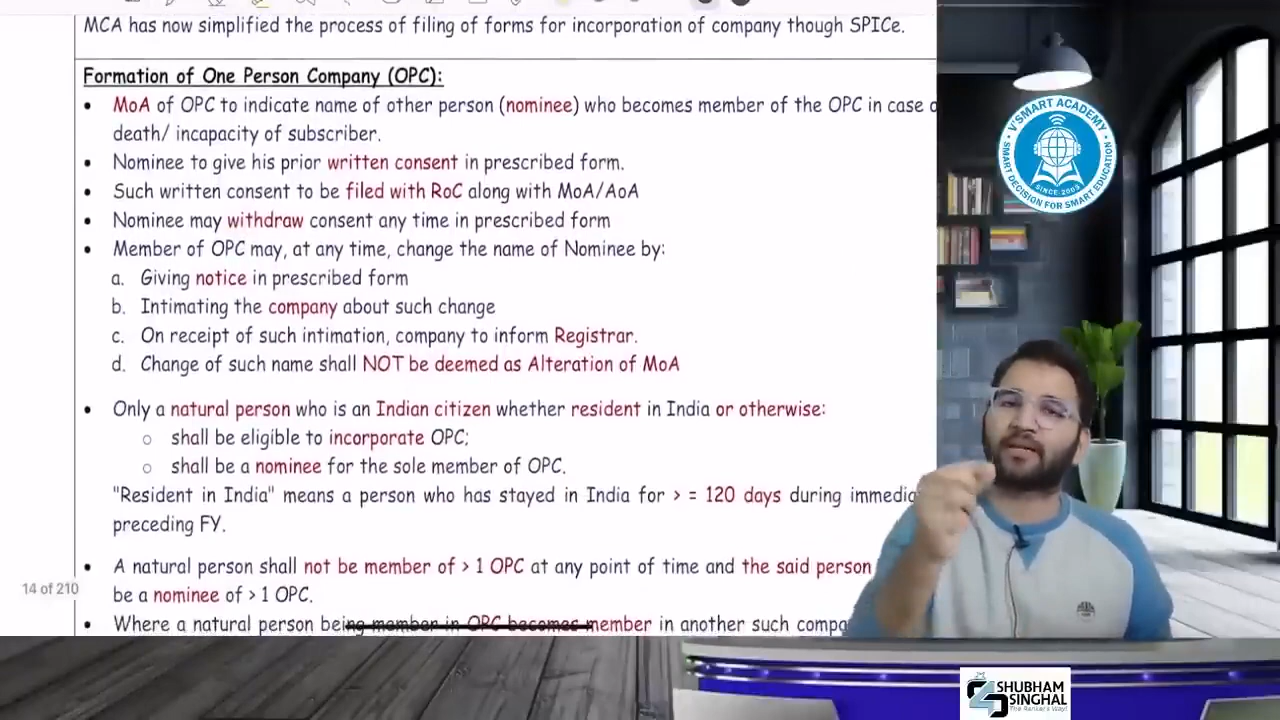 MCA has now simplified the process of filing of forms for incorporation of company though SPICe.
Formation of One Person Company (OPC):
• MoA of OPC to indicate name of other person (nominee) who becomes member of the OPC in case
death/ incapacity of subscriber.
• Nominee to give his prior written consent in prescribed form.
• Such written consent to be filed with RoC along with MoA/AoA
• Nominee may withdraw consent any time in prescribed form
• Member of OPC may, at any time, change the name of Nominee by:
a. Giving notice in prescribed form
b. Intimating the company about such change
c. On receipt of such intimation, company to inform Registrar.
d. Change of such name shall NOT be deemed as Alteration of MoA
• Only a natural person who is an Indian citizen whether resident in India or otherwise:
o shall be eligible to incorporate OPC;
o shall be a nominee for the sole member of OPC.
"Resident in India" means a person who has stayed in India for > = 120 days during
preceding FY.
• A natural person shall not be member of > 1 OPC at any point of time and the said person
be a nominee of > 1 OPC.
• Where a natural person being member in OPC becomes member in another such
14 of 210
V'SMART ACADEMY
SMART DECISION FOR SMART EDUCATION
SINCE 2003
SHUBHAM
SINGHAL